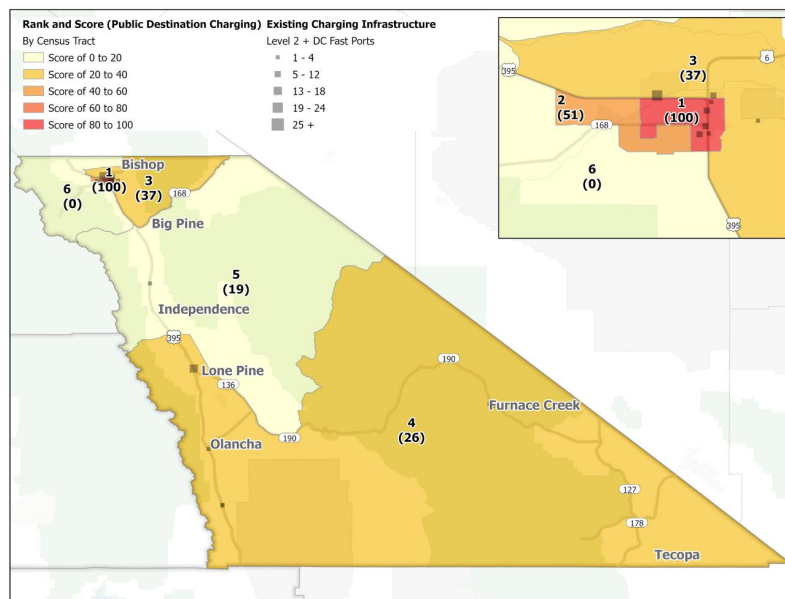 Rank and Score (Public Destination Charging)
By Census Tract
Score of 0 to 20
Score of 20 to 40
Score of 40 to 60
Score of 60 to 80
Score of 80 to 100
Existing Charging Infrastructure
Level 2 + DC Fast Ports
1 - 4
5 - 12
13 - 18
19 - 24
25 +
395
3
(37)
6
2
(51)
1
(100)
168
6
(0)
395
Bishop
1
(100)
3
(37)
6
(0)
168
Big Pine
5
(19)
Independence
395
Lone Pine
136
190
Furnace Creek
4
(26)
Olancha
190
127
178
Tecopa